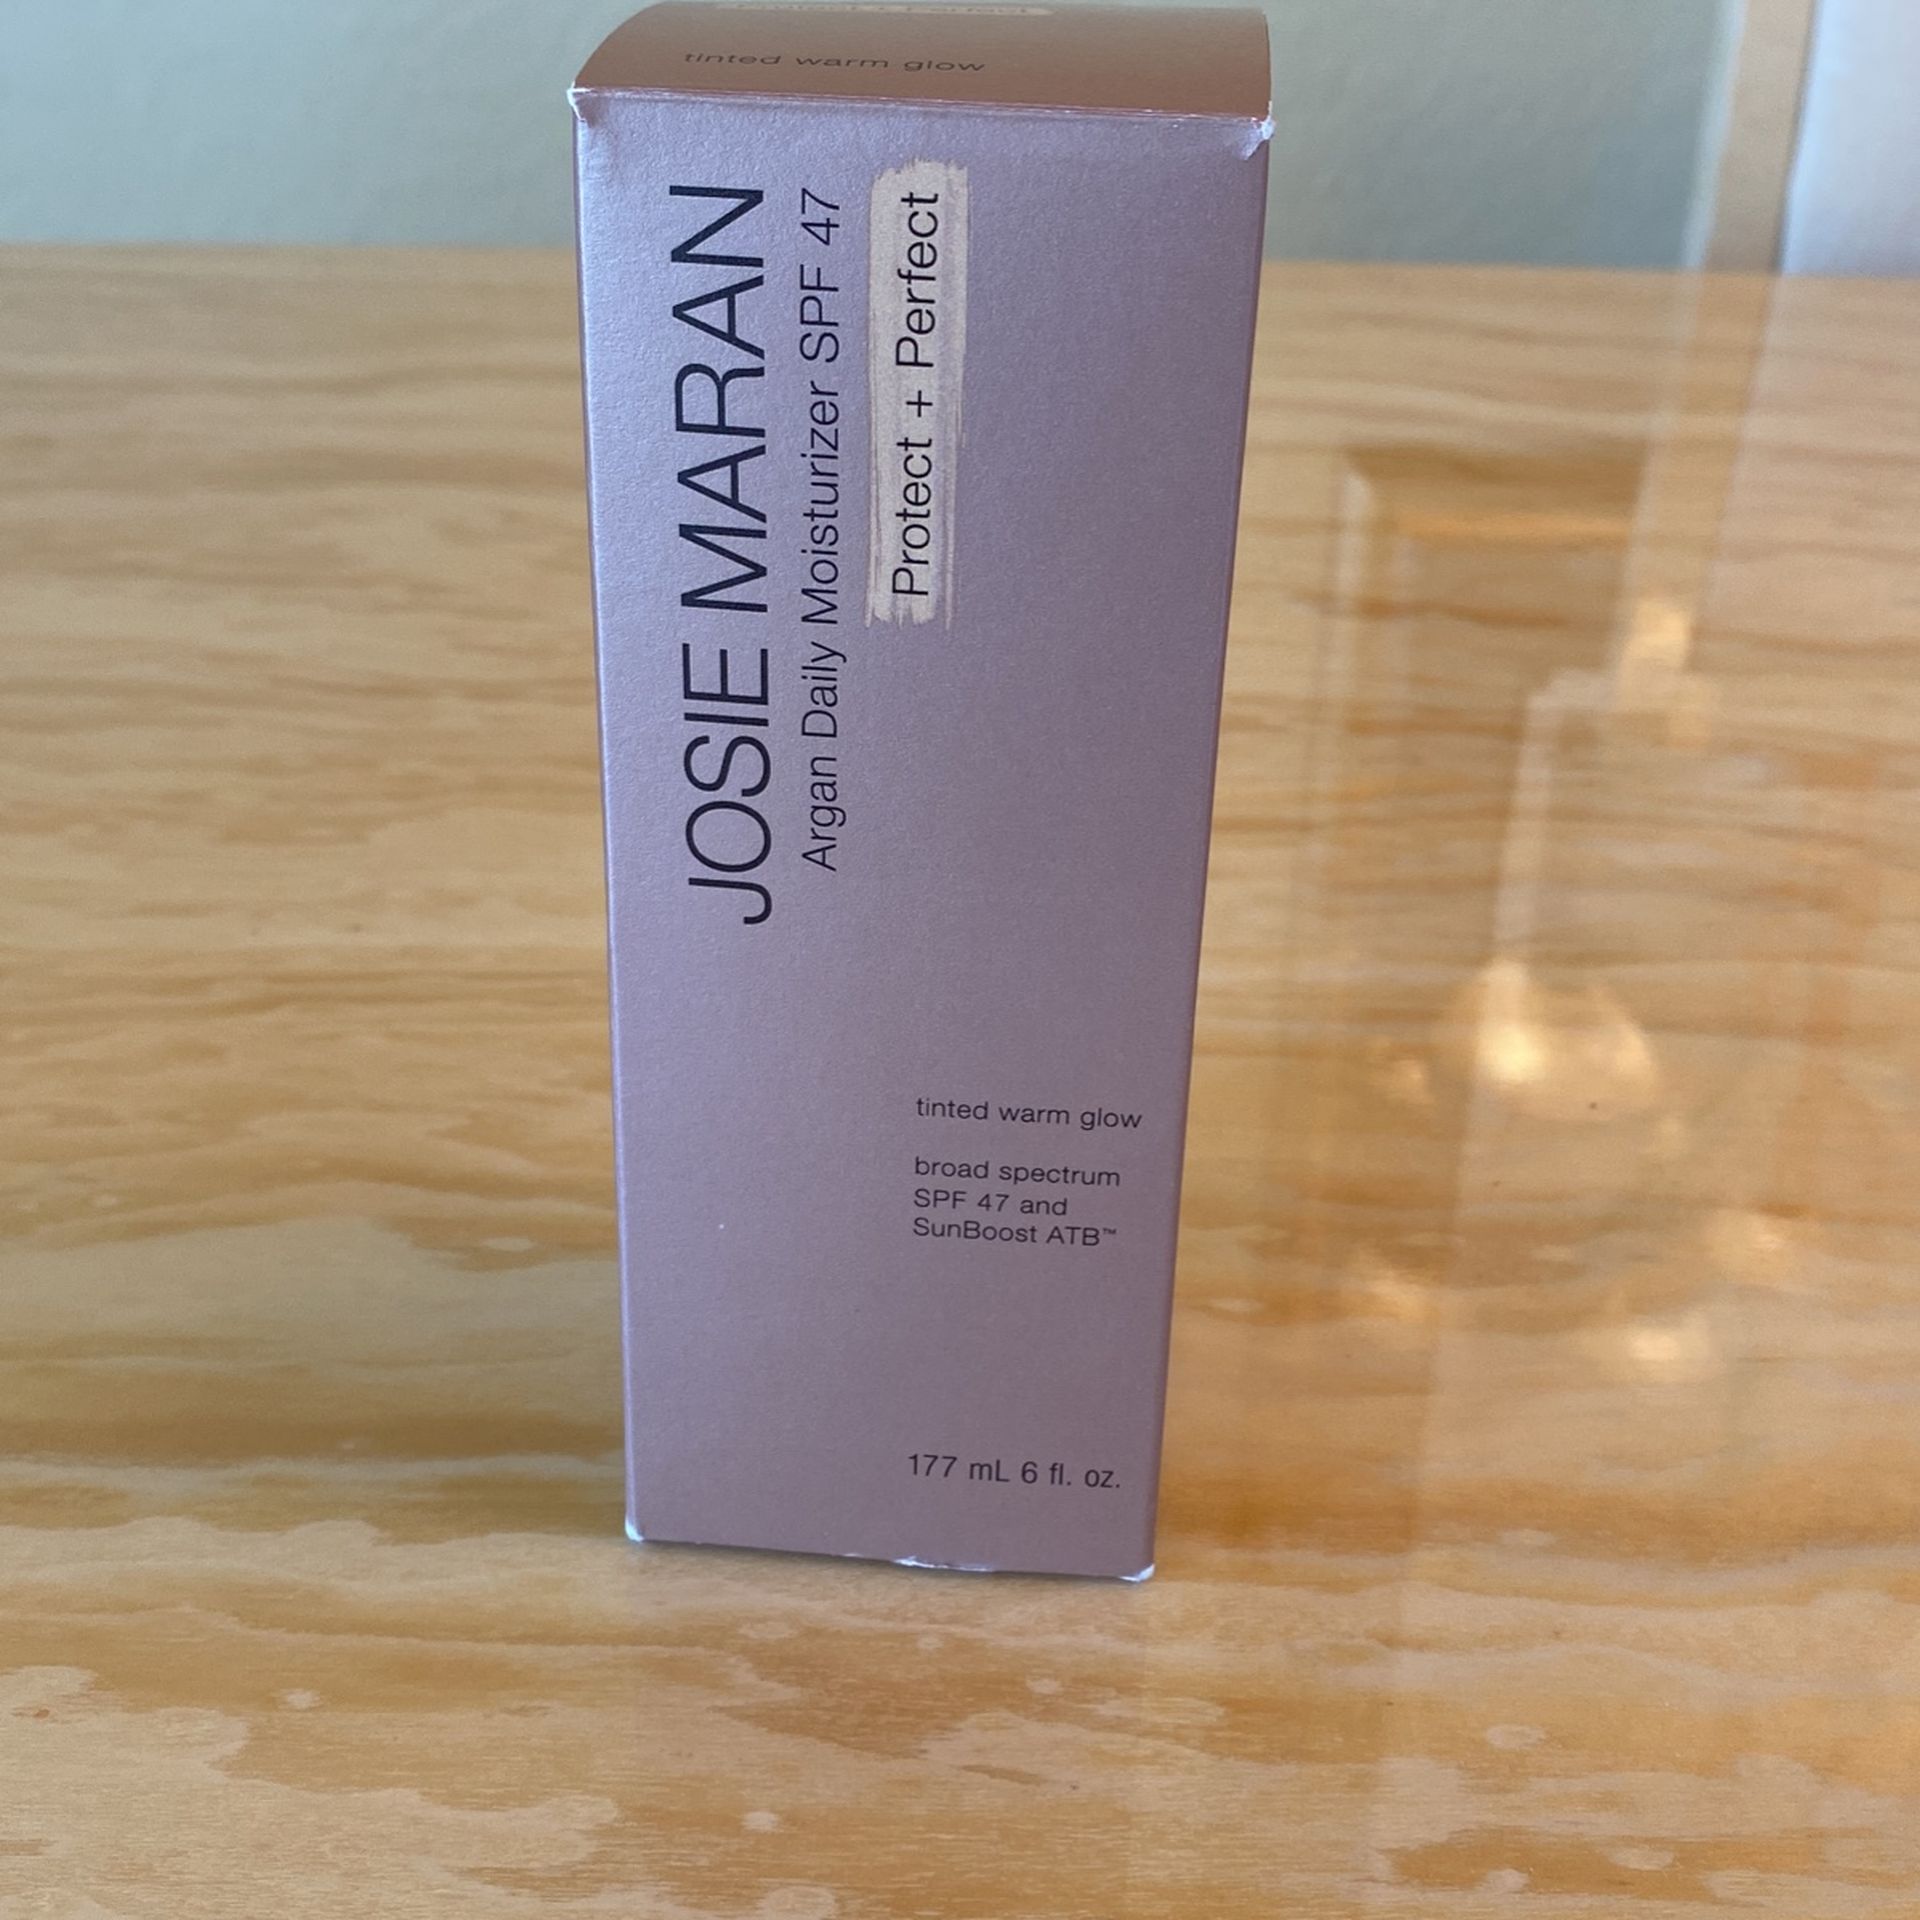 tinted warm glow
JOSIE MARAN
Argan Daily Moisturizer SPF 47
Protect + Perfect
tinted warm glow
broad spectrum
SPF 47 and
SunBoost ATB™
177 mL 6 fl. oz.